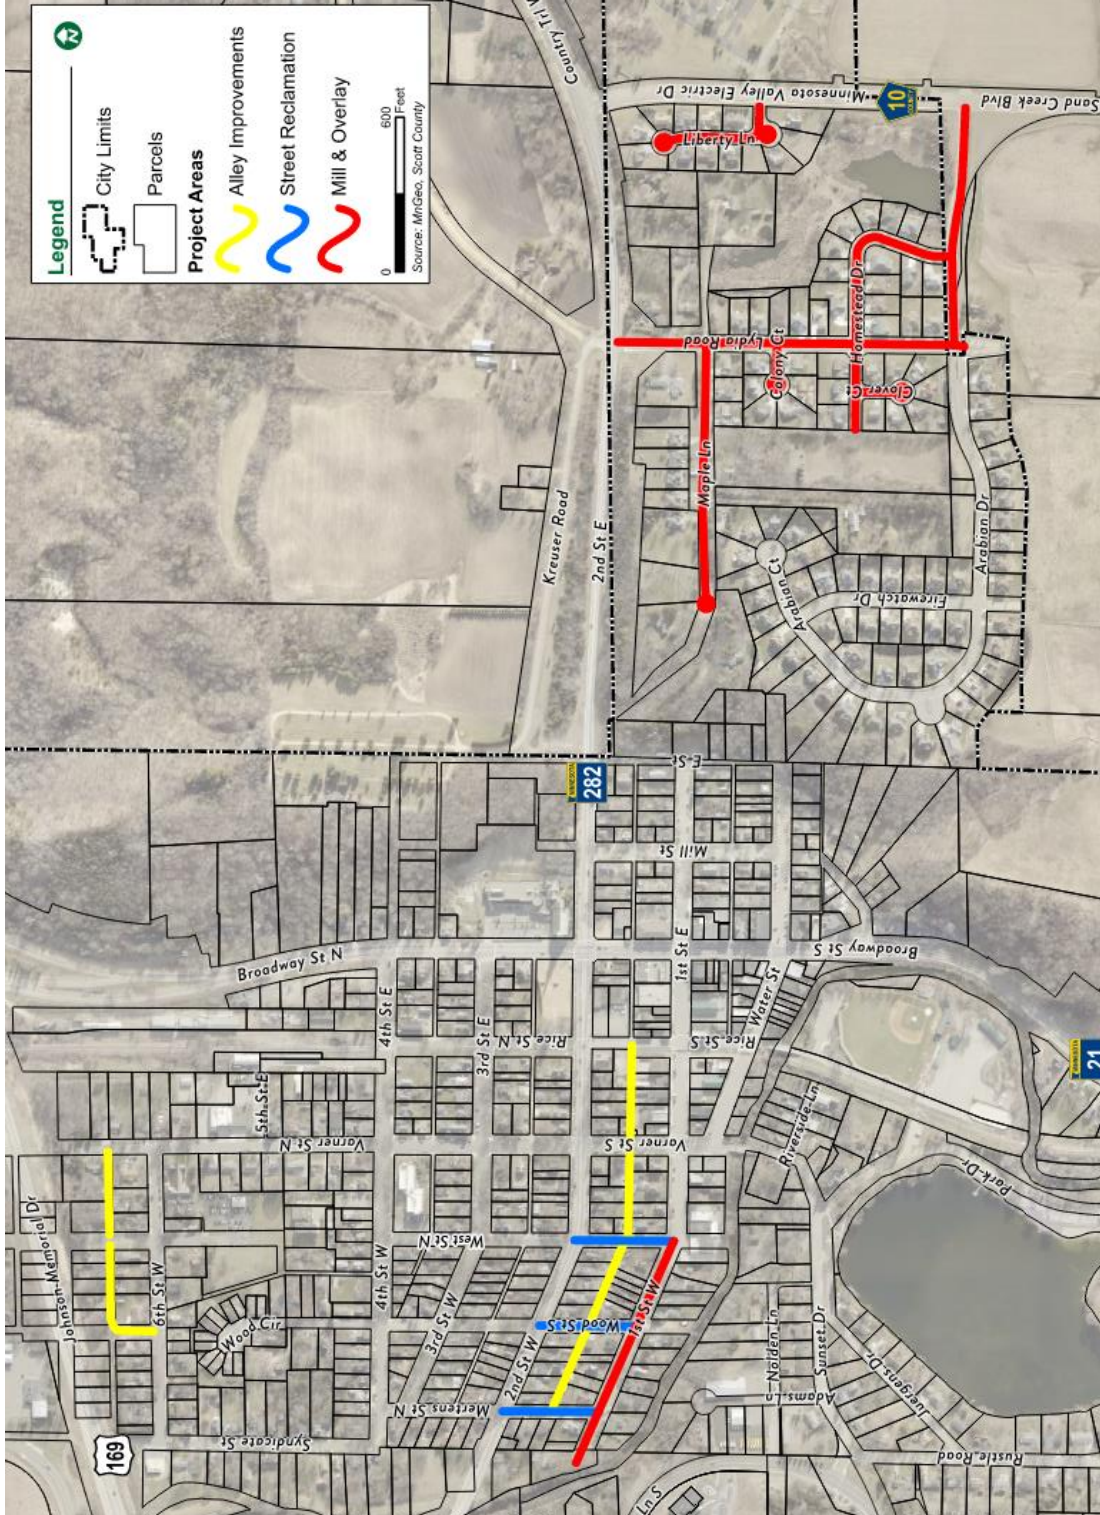 Legend
N
City Limits
Parcels
Project Areas
Alley Improvements
Street Reclamation
Mill & Overlay
0
600
Feet
Source: MnGeo, Scott County
Johnson Memorial Dr
169
6th St W
Syndicate St
Wood Cir
5th St E
Varner St N
Broadway St N
4th St E
4th St W
3rd St E
3rd St W
West St N
Rice St N
Mertens St N
2nd St W
Wood St S
1st St W
Varner St S
Rice St S
1st St E
Water St
Mill St
E St
MINNESOTA
282
Broadway St S
Riverside Ln
Park Dr
MINNESOTA
21
Nolden Ln
Sunset Dr
Adams Ln
Juergens Dr
Rustle Road
Ln S
Kreuser Road
2nd St E
Country Trl W
Minnesota Valley Electric Dr
10
COUNTY
Sand Creek Blvd
Liberty Ln
Lydia Road
Colony Ct
Homestead Dr
Clover Ct
Maple Ln
Arabian Ct
Firewatch Dr
Arabian Dr